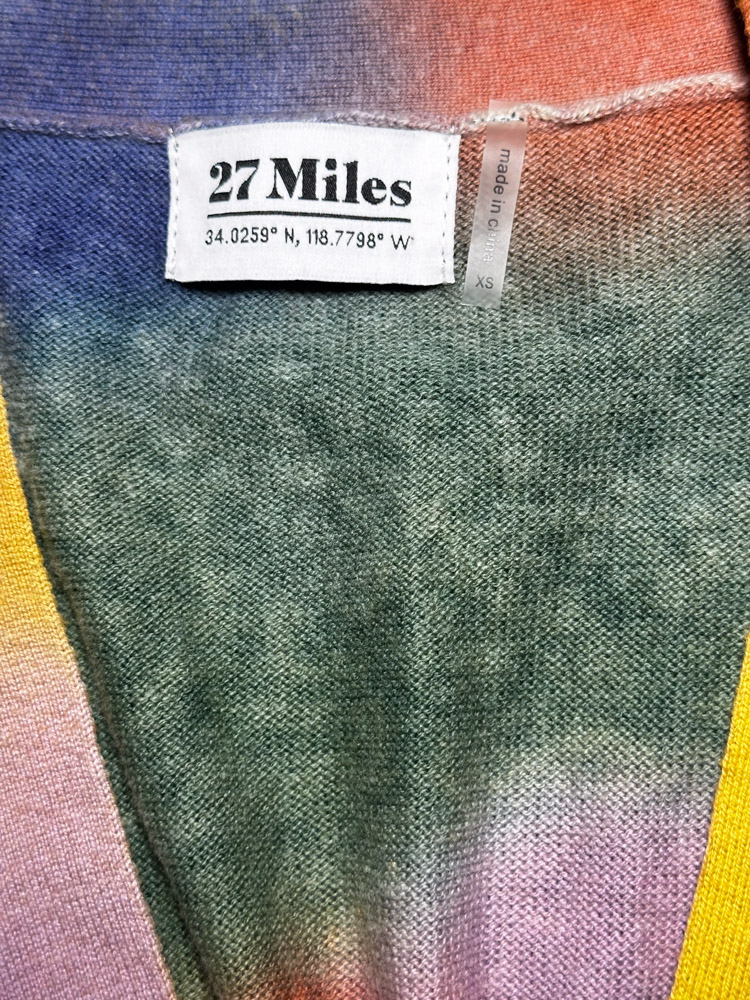 27 Miles
34.0259° N, 118.7798° W
made in china
XS